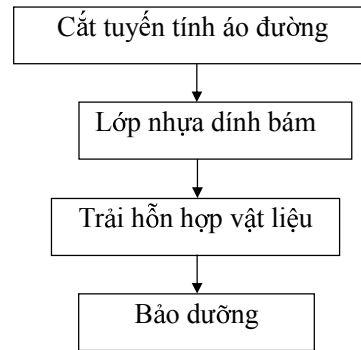 Cắt tuyến tính áo đường
Lớp nhựa dính bám
Trải hỗn hợp vật liệu
Bảo dưỡng